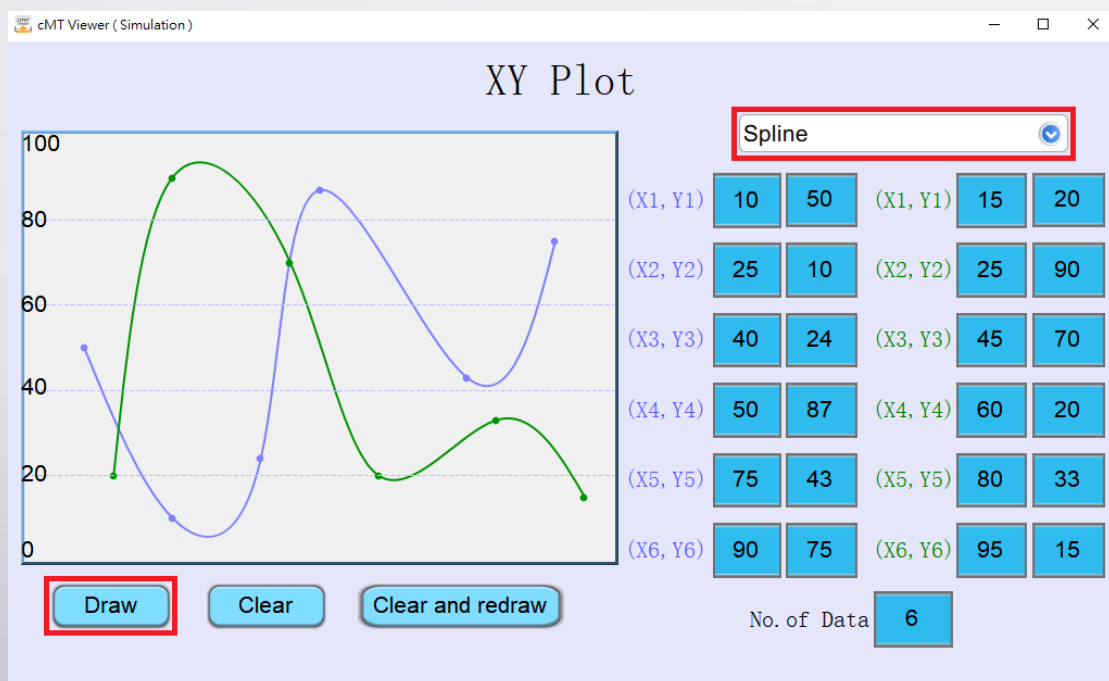 cMT Viewer ( Simulation )
XY Plot
Spline
100
80
60
40
20
0
(X1, Y1) 10 50 (X1, Y1) 15 20
(X2, Y2) 25 10 (X2, Y2) 25 90
(X3, Y3) 40 24 (X3, Y3) 45 70
(X4, Y4) 50 87 (X4, Y4) 60 20
(X5, Y5) 75 43 (X5, Y5) 80 33
(X6, Y6) 90 75 (X6, Y6) 95 15
Draw Clear Clear and redraw
No.of Data 6